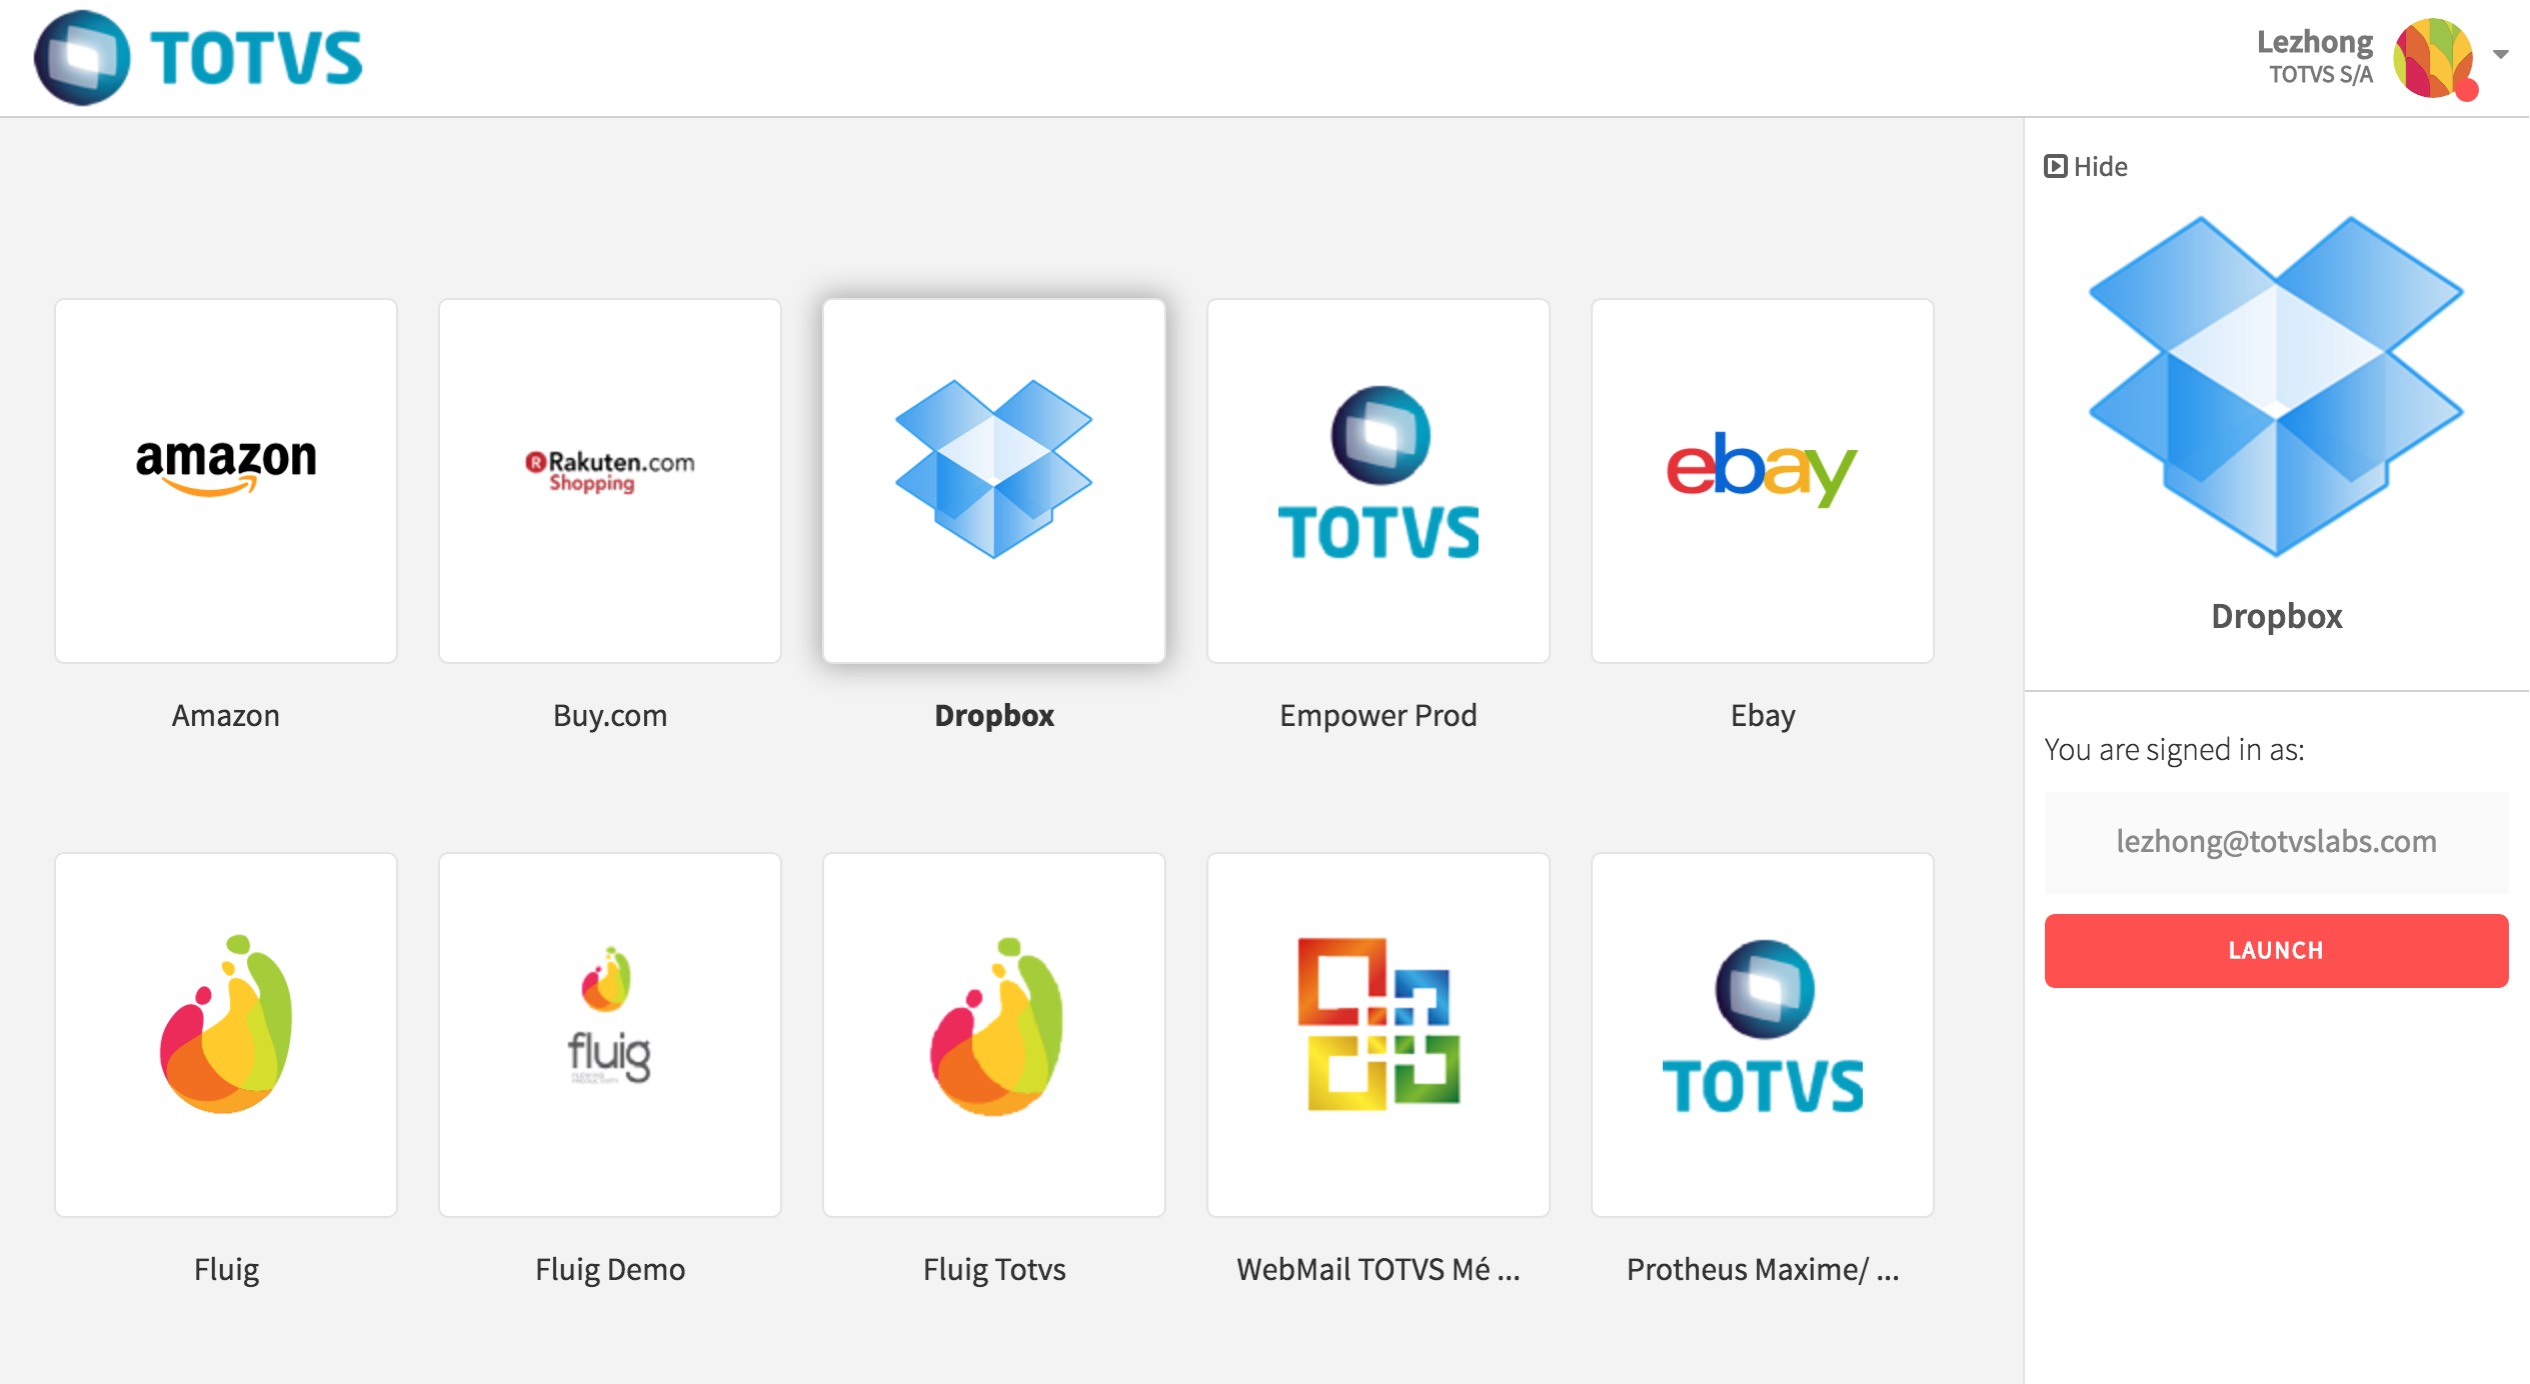 TOTVS
Lezhong
TOTVS S/A
Hide
amazon
Rakuten.com
Shopping
TOTVS
ebay
Dropbox
Amazon
Buy.com
Dropbox
Empower Prod
Ebay
You are signed in as:
lezhong@totvslabs.com
LAUNCH
fluig
TOTVS
Fluig
Fluig Demo
Fluig Totvs
WebMail TOTVS Mé ...
Protheus Maxime/ ...